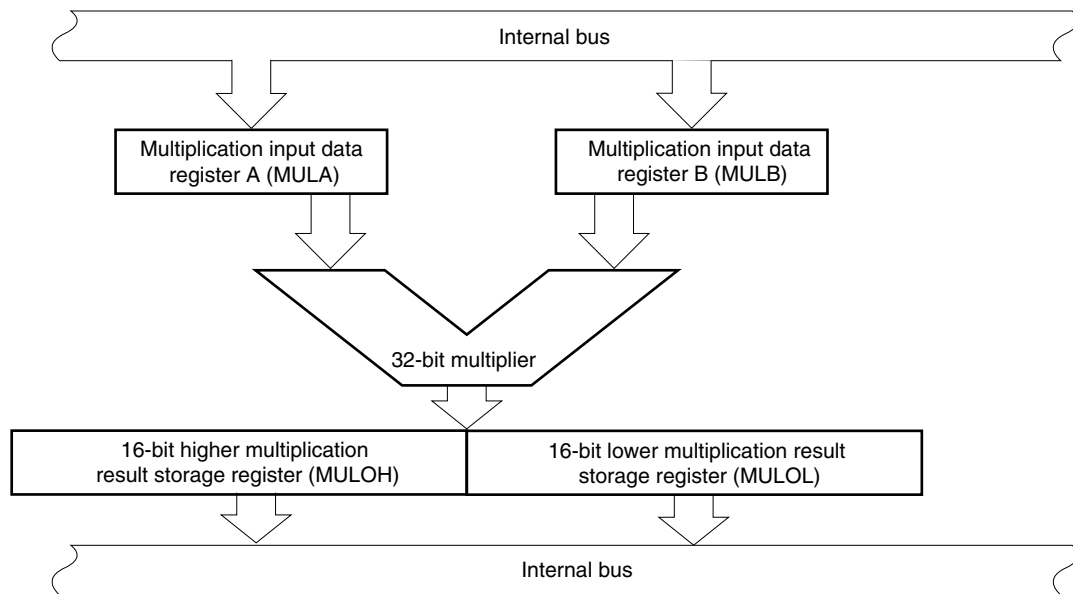 Internal bus
Multiplication input data
register A (MULA)
Multiplication input data
register B (MULB)
32-bit multiplier
16-bit higher multiplication
result storage register (MULOH)
16-bit lower multiplication result
storage register (MULOL)
Internal bus